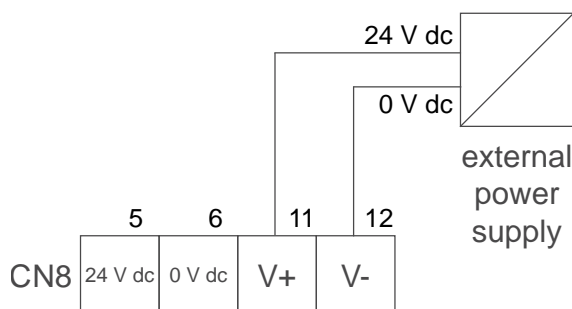 24 V dc
0 V dc
external
power
supply
5 6 11 12
CN8 24 V dc 0 V dc V+ V-